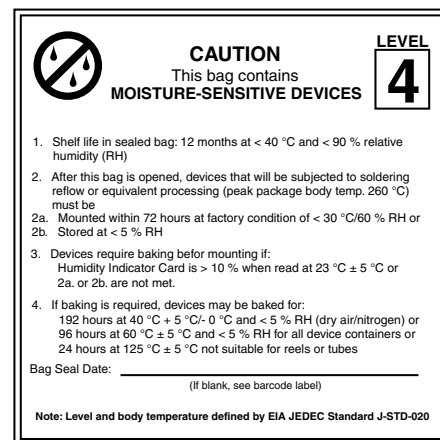 LEVEL
CAUTION
4
This bag contains
MOISTURE-SENSITIVE DEVICES
1. Shelf life in sealed bag: 12 months at < 40 °C and < 90 % relative
humidity (RH)
2. After this bag is opened, devices that will be subjected to soldering
reflow or equivalent processing (peak package body temp. 260 °C)
must be
2a. Mounted within 72 hours at factory condition of < 30 °C/60 % RH or
2b. Stored at < 5 % RH
3. Devices require baking befor mounting if:
Humidity Indicator Card is > 10 % when read at 23 °C ± 5 °C or
2a. or 2b. are not met.
4. If baking is required, devices may be baked for:
192 hours at 40 °C + 5 °C/- 0 °C and < 5 % RH (dry air/nitrogen) or
96 hours at 60 °C ± 5 °C and < 5 % RH for all device containers or
24 hours at 125 °C ± 5 °C not suitable for reels or tubes
Bag Seal Date:
(If blank, see barcode label)
Note: Level and body temperature defined by EIA JEDEC Standard J-STD-020